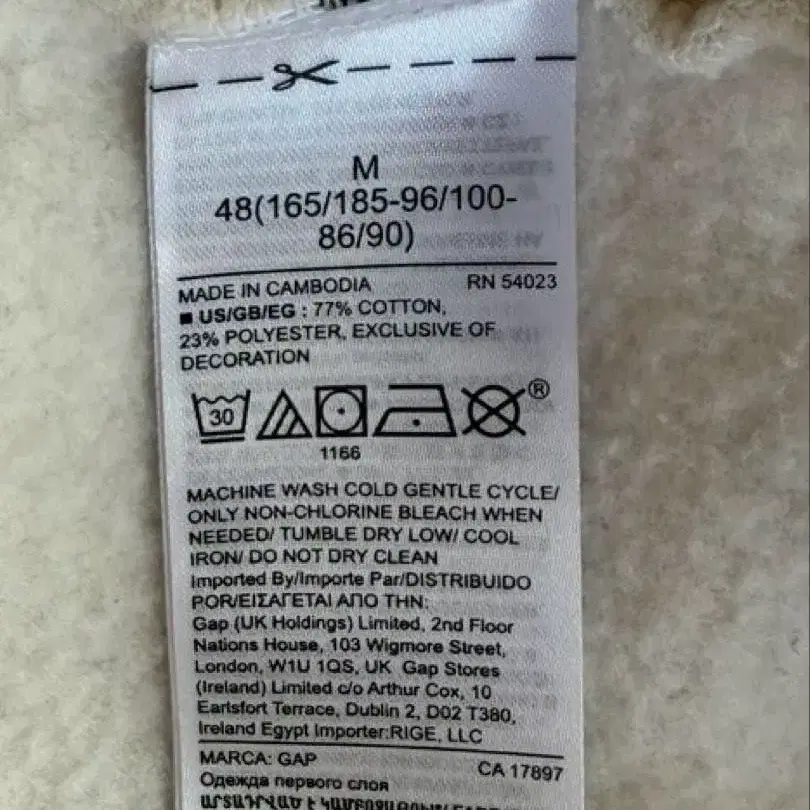 M
48(165/185-96/100-
86/90)
MADE IN CAMBODIA RN 54023
■ US/GB/EG : 77% COTTON,
23% POLYESTER, EXCLUSIVE OF
DECORATION
30 ®
1166
MACHINE WASH COLD GENTLE CYCLE/
ONLY NON-CHLORINE BLEACH WHEN
NEEDED/ TUMBLE DRY LOW/ COOL
IRON/ DO NOT DRY CLEAN
Imported By/Importe Par/DISTRIBUIDO
POR/ΕΙΣΑΓΕΤΑΙ ΑΠΟ ΤΗΝ:
Gap (UK Holdings) Limited, 2nd Floor
Nations House, 103 Wigmore Street,
London, W1U 1QS, UK Gap Stores
(Ireland) Limited c/o Arthur Cox, 10
Earlsfort Terrace, Dublin 2, D02 T380,
Ireland Egypt Importer:RIGE, LLC
MARCA: GAP CA 17897
Одежда первого слоя